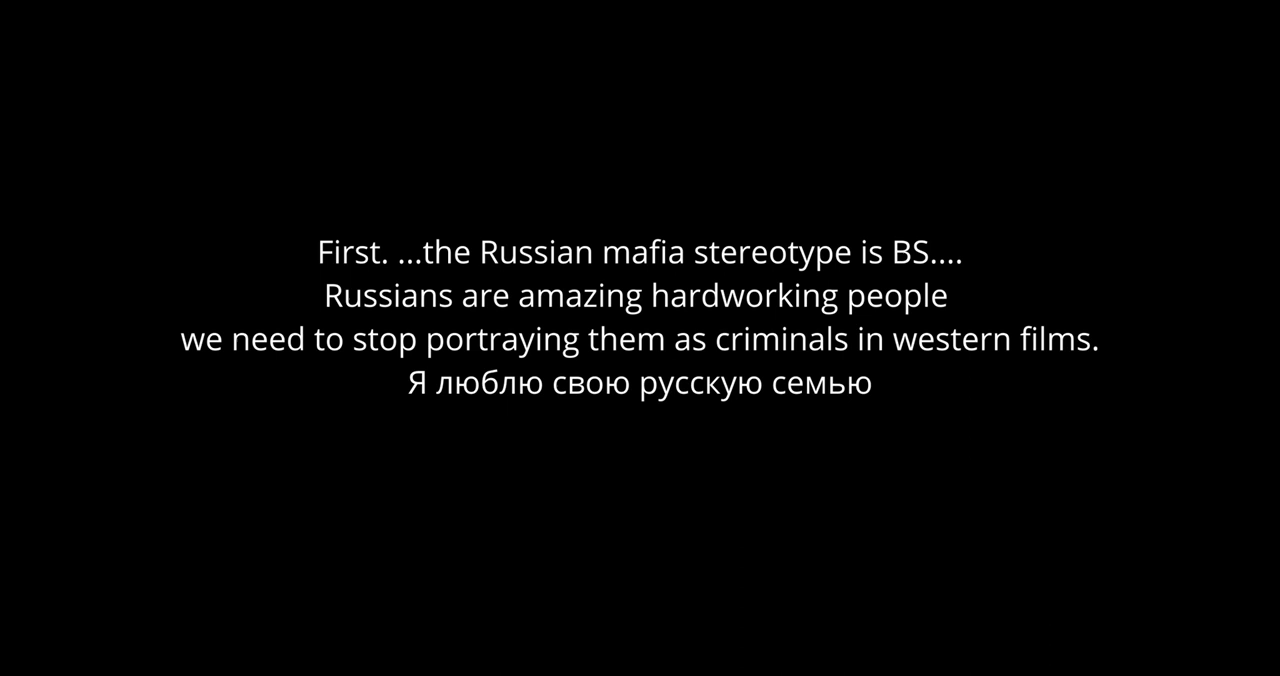 First. ...the Russian mafia stereotype is BS....
Russians are amazing hardworking people
we need to stop portraying them as criminals in western films.
Я люблю свою русскую семью